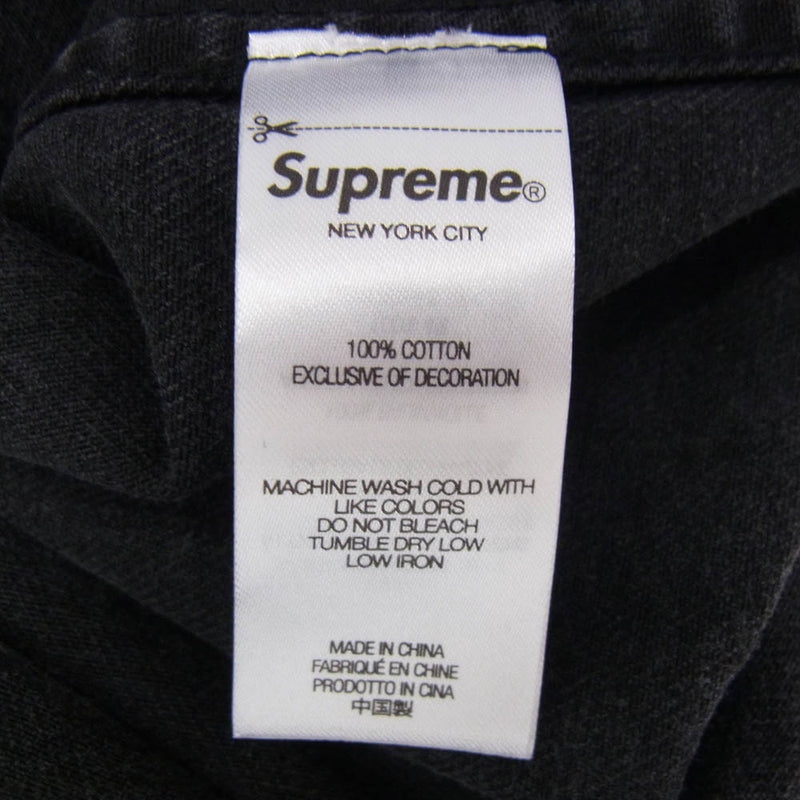 Supreme®
NEW YORK CITY
100% COTTON
EXCLUSIVE OF DECORATION
MACHINE WASH COLD WITH
LIKE COLORS
DO NOT BLEACH
TUMBLE DRY LOW
LOW IRON
MADE IN CHINA
FABRIQUÉ EN CHINE
PRODOTTO IN CINA
中国製